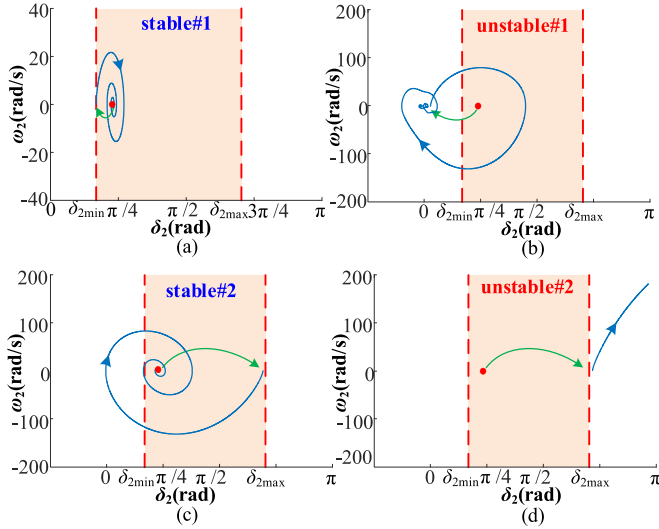 40
20
0
-20
-40
ω₂(rad/s)
stable#1
0 δ₂min π/4 π/2 δ₂max 3π/4 π
δ₂(rad)
(a)
200
100
0
-100
-200
ω₂(rad/s)
unstable#1
0 δ₂min π/4 π/2 δ₂max π
δ₂(rad)
(b)
200
100
0
-100
-200
ω₂(rad/s)
stable#2
0 δ₂min π/4 π/2 δ₂max π
δ₂(rad)
(c)
200
100
0
-100
-200
ω₂(rad/s)
unstable#2
0 δ₂min π/4 π/2 δ₂max π
δ₂(rad)
(d)